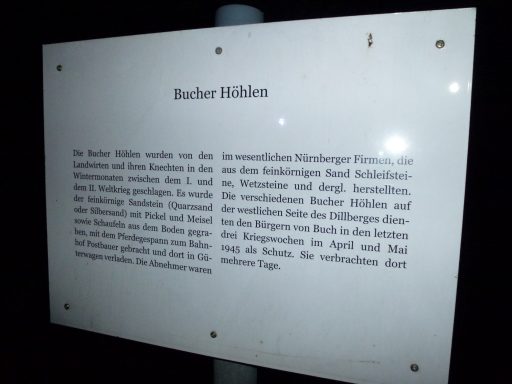 Bucher Höhlen
Die Bucher Höhlen wurden von den
Landwirten und ihren Knechten in den
Wintermonaten zwischen dem I. und
dem II. Weltkrieg geschlagen. Es wurde
der feinkörnige Sandstein (Quarzsand
oder Silbersand) mit Pickel und Meisel
sowie Schaufeln aus dem Boden gegra-
ben, mit dem Pferdegespann zum Bahn-
hof Postbauer gebracht und dort in Gü-
terwagen verladen. Die Abnehmer waren
im wesentlichen Nürnberger Firmen, die
aus dem feinkörnigen Sand Schleifstei-
ne, Wetzsteine und dergl. herstellten.
Die verschiedenen Bucher Höhlen auf
der westlichen Seite des Dillberges dien-
ten den Bürgern von Buch in den letzten
drei Kriegswochen im April und Mai
1945 als Schutz. Sie verbrachten dort
mehrere Tage.